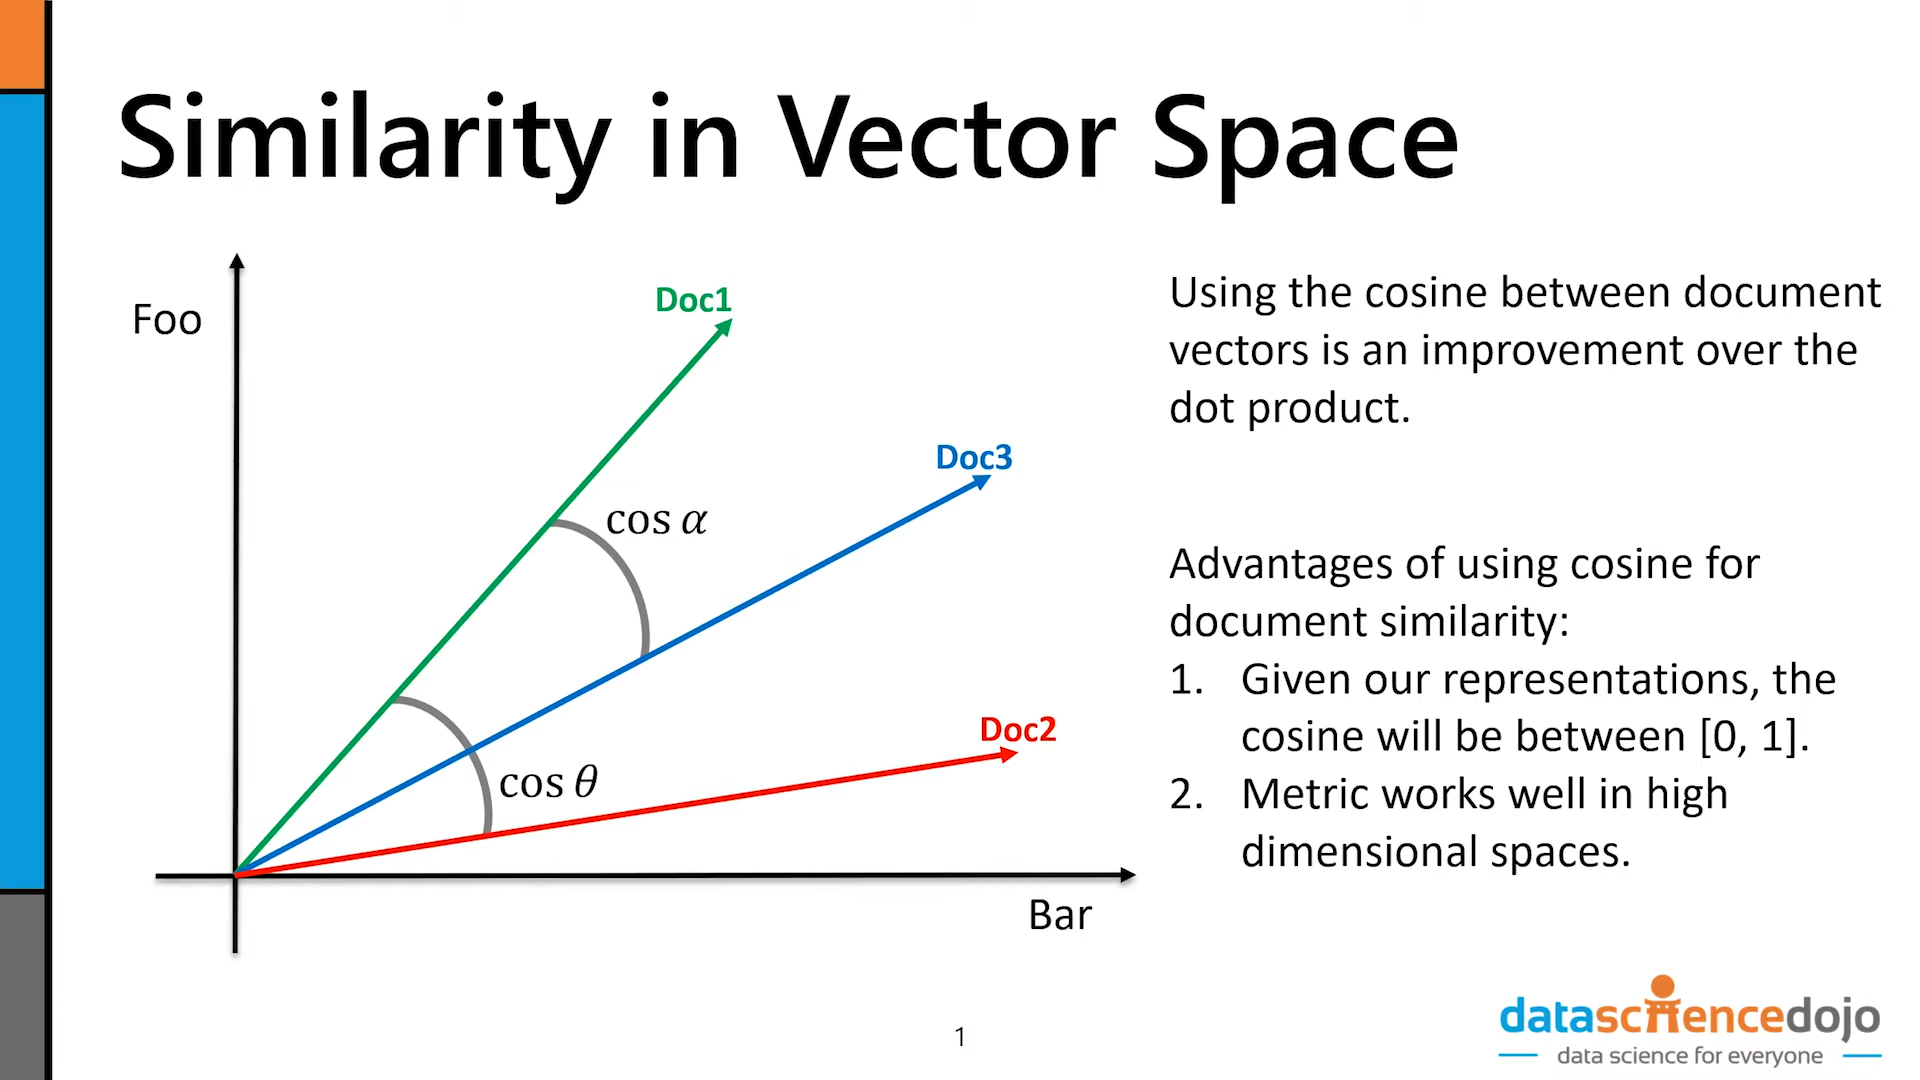 Similarity in Vector Space
Foo
Doc1
Doc3
cos α
Doc2
cos θ
Bar
Using the cosine between document
vectors is an improvement over the
dot product.
Advantages of using cosine for
document similarity:
1. Given our representations, the
cosine will be between [0, 1].
2. Metric works well in high
dimensional spaces.
datasciencedojo
data science for everyone
1